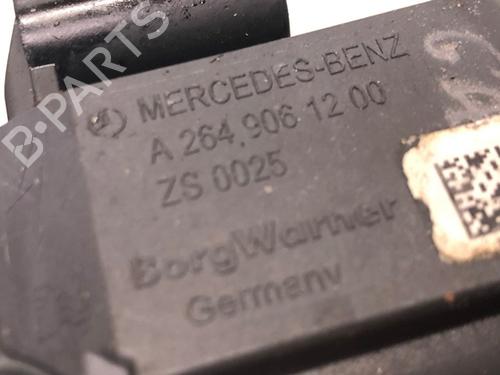 MERCEDES-BENZ
A 264 906 12 00
ZS 0025
BorgWarner
Germany
B-Parts